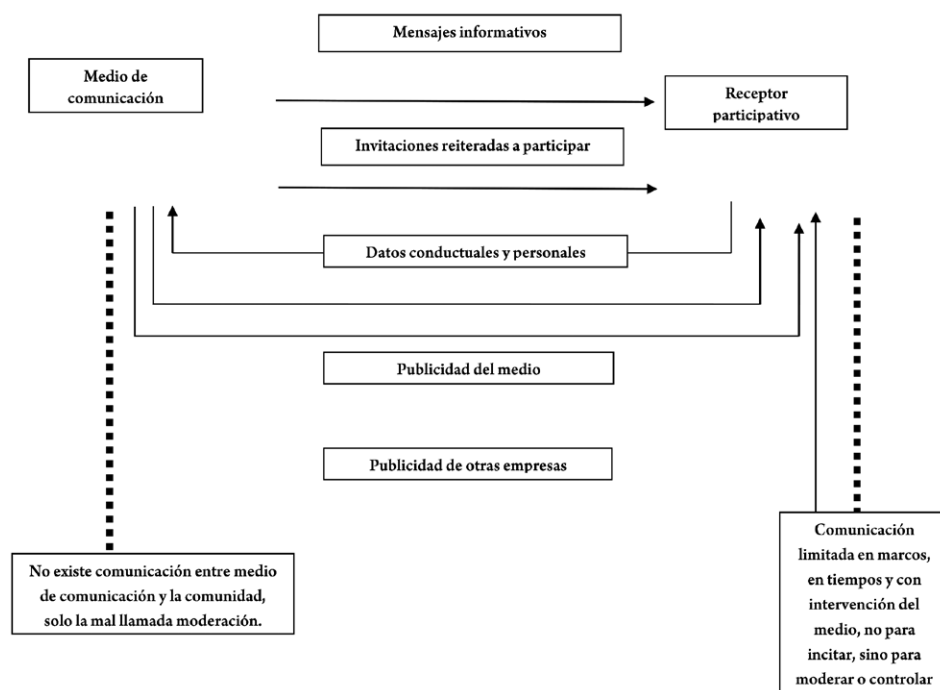 Mensajes informativos
Medio de
comunicación
Receptor
participativo
Invitaciones reiteradas a participar
Datos conductuales y personales
Publicidad del medio
Publicidad de otras empresas
No existe comunicación entre medio
de comunicación y la comunidad,
solo la mal llamada moderación.
Comunicación
limitada en marcos,
en tiempos y con
intervención del
medio, no para
incitar, sino para
moderar o controlar